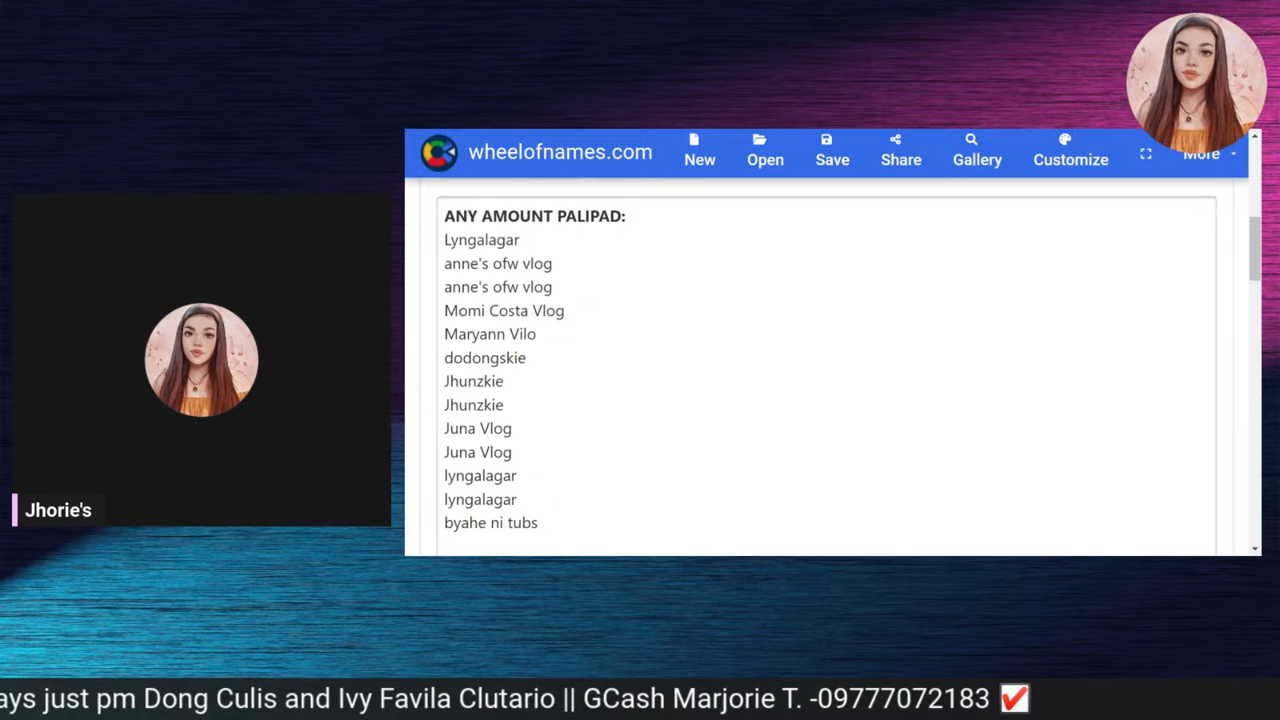 wheelofnames.com
New
Open
Save
Share
Gallery
Customize
More
ANY AMOUNT PALIPAD:
Lyngalagar
anne's ofw vlog
anne's ofw vlog
Momi Costa Vlog
Maryann Vilo
dodongskie
Jhunzkie
Jhunzkie
Juna Vlog
Juna Vlog
lyngalagar
lyngalagar
byahe ni tubs
Jhorie's
ays just pm Dong Culis and Ivy Favila Clutario || GCash Marjorie T. -09777072183